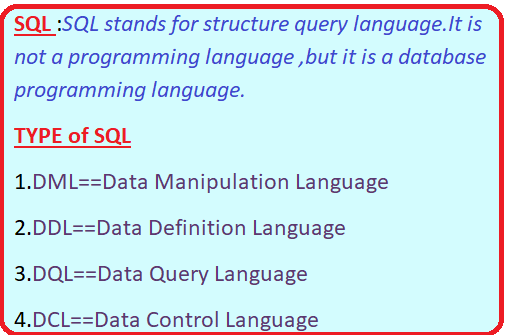 SQL :SQL stands for structure query language.It is
not a programming language ,but it is a database
programming language.
TYPE of SQL
1.DML==Data Manipulation Language
2.DDL==Data Definition Language
3.DQL==Data Query Language
4.DCL==Data Control Language